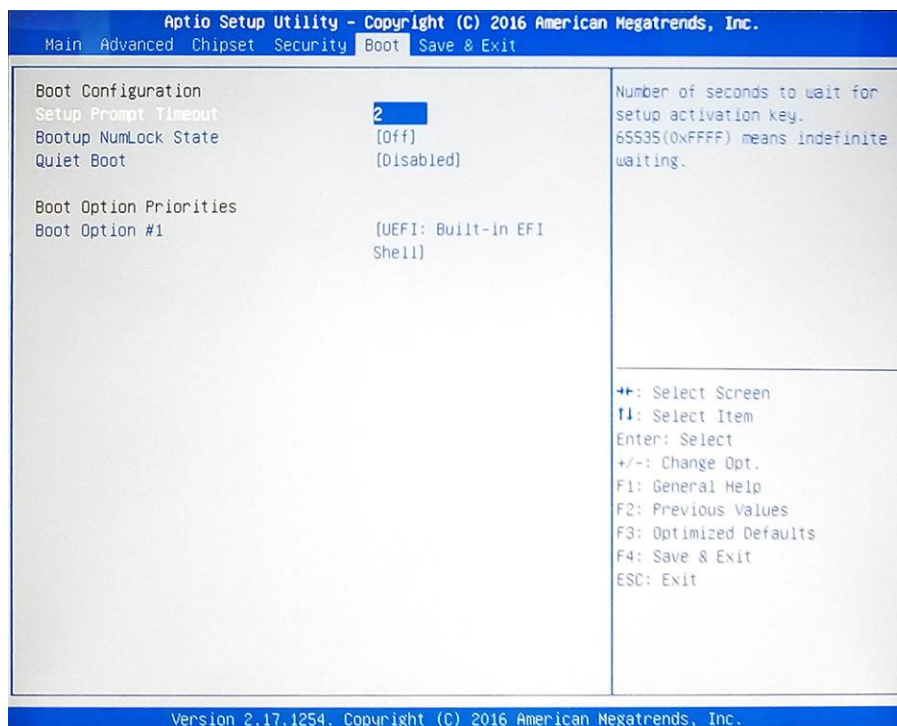 Aptio Setup Utility - Copyright (C) 2016 American Megatrends, Inc.
Main Advanced Chipset Security Boot Save & Exit
Boot Configuration
Setup Prompt Timeout 2
Bootup NumLock State [Off]
Quiet Boot [Disabled]
Boot Option Priorities
Boot Option #1 [UEFI: Built-in EFI
Shell]
Number of seconds to wait for
setup activation key.
65535(0xFFFF) means indefinite
waiting.
→←: Select Screen
↑↓: Select Item
Enter: Select
+/-: Change Opt.
F1: General Help
F2: Previous Values
F3: Optimized Defaults
F4: Save & Exit
ESC: Exit
Version 2.17.1254. Copyright (C) 2016 American Megatrends, Inc.